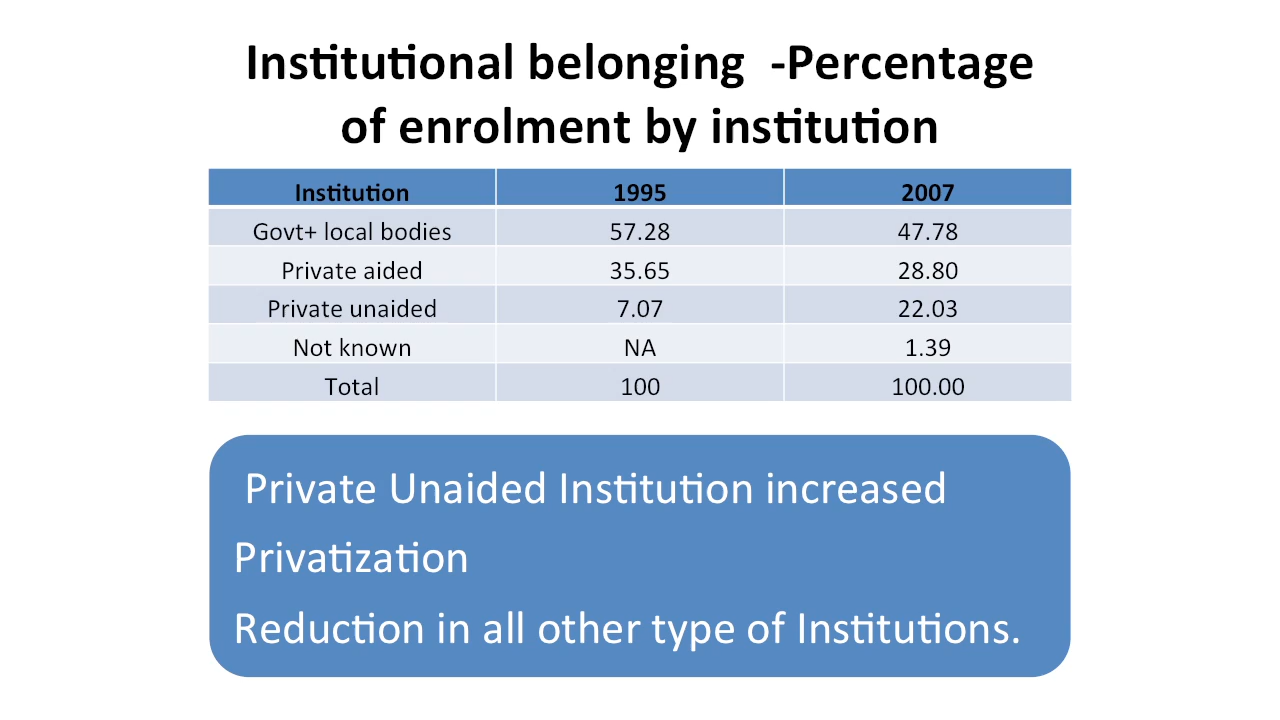 Institutional belonging -Percentage
of enrolment by institution
Institution 1995 2007
Govt+ local bodies 57.28 47.78
Private aided 35.65 28.80
Private unaided 7.07 22.03
Not known NA 1.39
Total 100 100.00
Private Unaided Institution increased
Privatization
Reduction in all other type of Institutions.